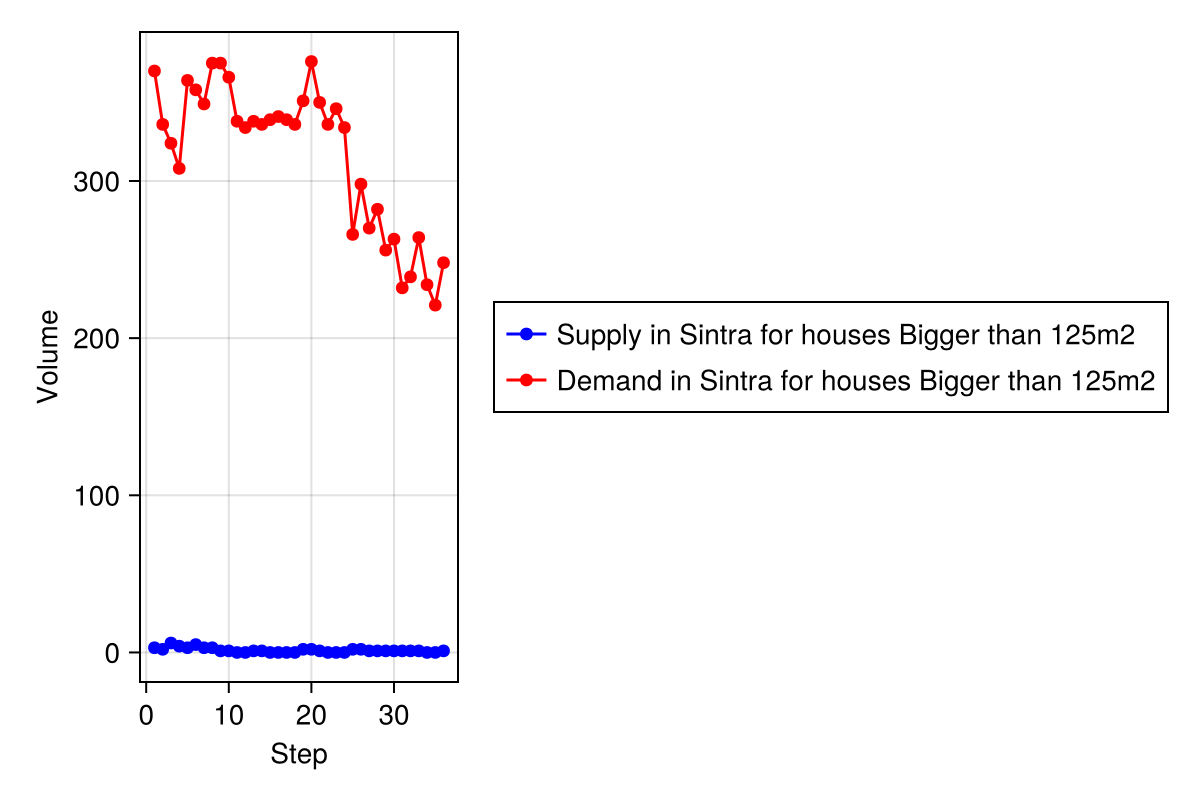 Volume
300
200
100
0
0 10 20 30
Step
Supply in Sintra for houses Bigger than 125m2
Demand in Sintra for houses Bigger than 125m2